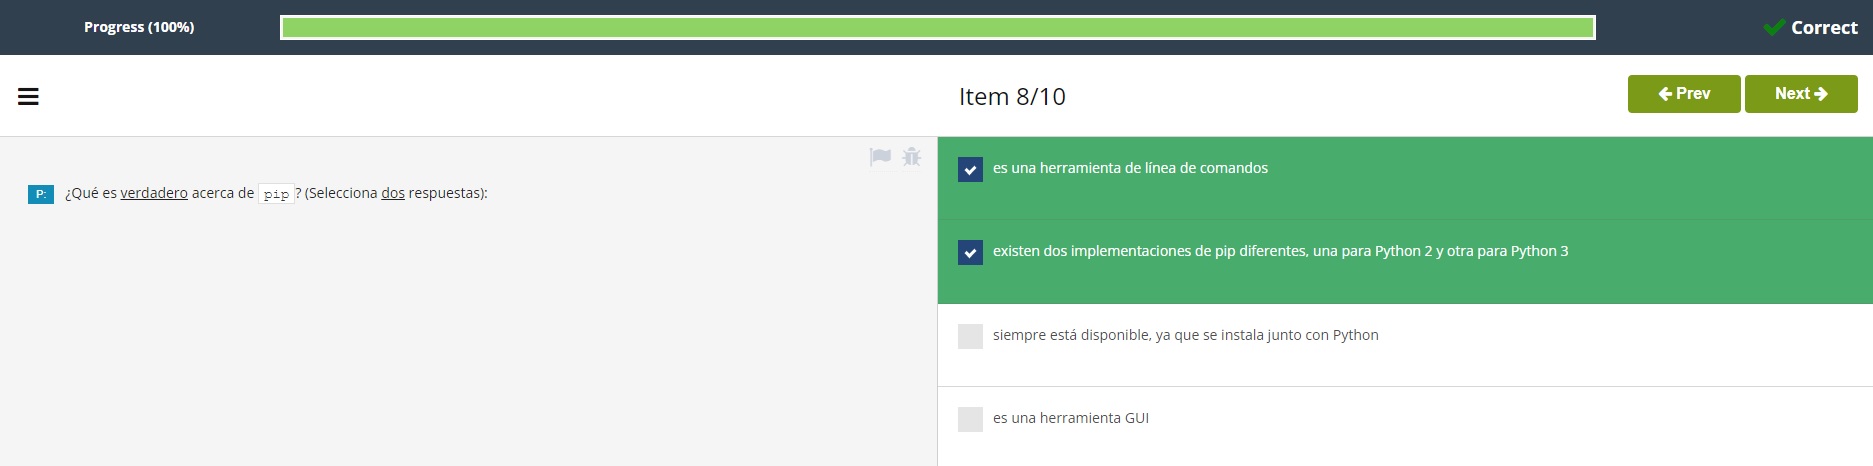 Progress (100%)
Correct
Item 8/10
Prev
Next
P: ¿Qué es verdadero acerca de pip? (Selecciona dos respuestas):
es una herramienta de línea de comandos
existen dos implementaciones de pip diferentes, una para Python 2 y otra para Python 3
siempre está disponible, ya que se instala junto con Python
es una herramienta GUI